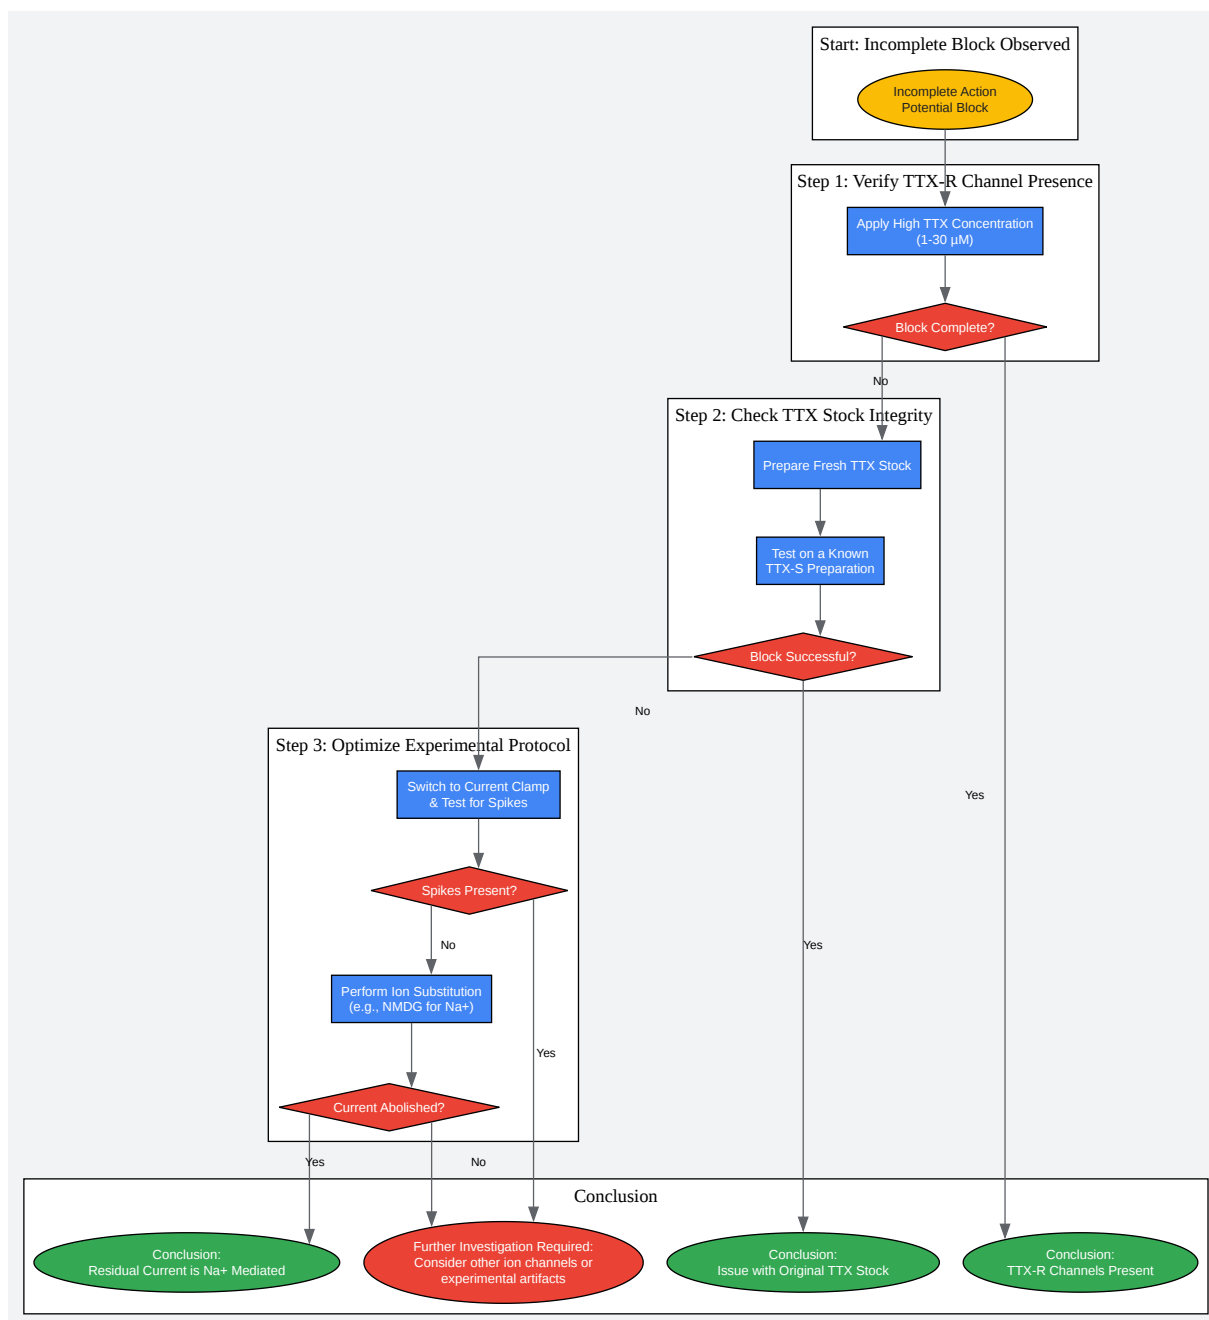 Start: Incomplete Block Observed
Incomplete Action
Potential Block
Step 1: Verify TTX-R Channel Presence
Apply High TTX Concentration
(1-30 µM)
Block Complete?
No
Step 2: Check TTX Stock Integrity
Prepare Fresh TTX Stock
Test on a Known
TTX-S Preparation
Block Successful?
No
Step 3: Optimize Experimental Protocol
Switch to Current Clamp
& Test for Spikes
Yes
Spikes Present?
No
Yes
Perform Ion Substitution
(e.g., NMDG for Na+)
Yes
Current Abolished?
Yes
No
Conclusion
Conclusion:
Residual Current is Na+ Mediated
Further Investigation Required:
Consider other ion channels or
experimental artifacts
Conclusion:
Issue with Original TTX Stock
Conclusion:
TTX-R Channels Present